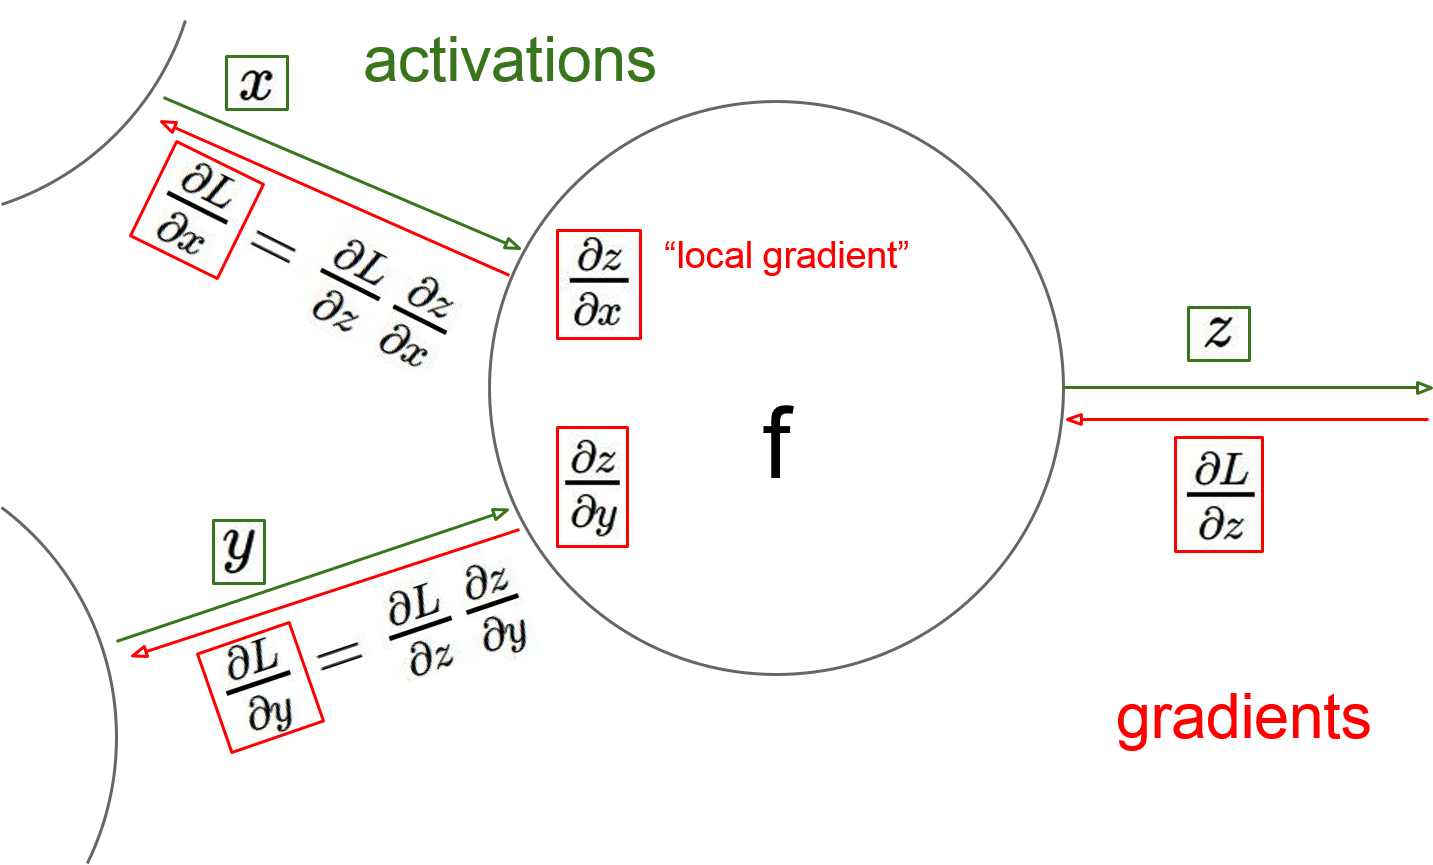 activations
x
∂L/∂x = ∂L/∂z ∂z/∂x
∂z/∂x
“local gradient”
z
f
∂z/∂y
∂L/∂z
y
∂L/∂y = ∂L/∂z ∂z/∂y
gradients